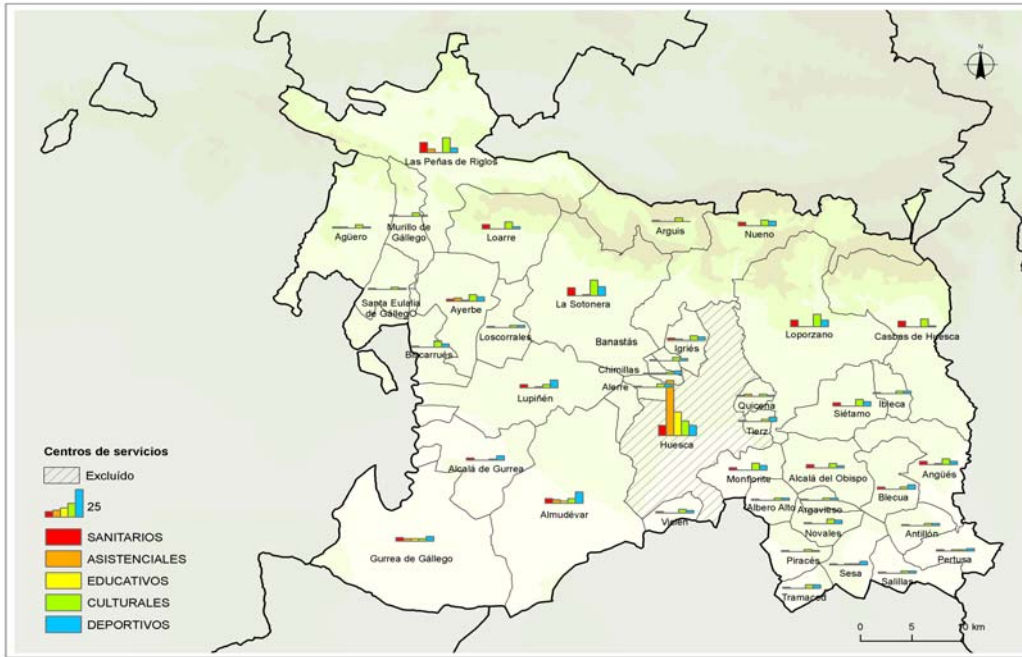 N
Las Peñas de Riglos
Agüero
Murillo de
Gállego
Loarre
Arguis
Nueno
Santa Eulalia
de Gállego
Ayerbe
La Sotonera
Loscorrales
Banastás
Igriés
Loporzano
Casbas de Huesca
Biscarrués
Chimillas
Alerre
Lupiñén
Quicena
Siétamo
Ibieca
Tierz
Huesca
Centros de servicios
Excluído
25
SANITARIOS
ASISTENCIALES
EDUCATIVOS
CULTURALES
DEPORTIVOS
Alcalá de Gurrea
Monflorite
Alcalá del Obispo
Angüés
Almudévar
Blecua
Albero Alto
Argavieso
Vicién
Novales
Antillón
Gurrea de Gállego
Piracés
Sesa
Pertusa
Salillas
Tramaced
0 5 10 km